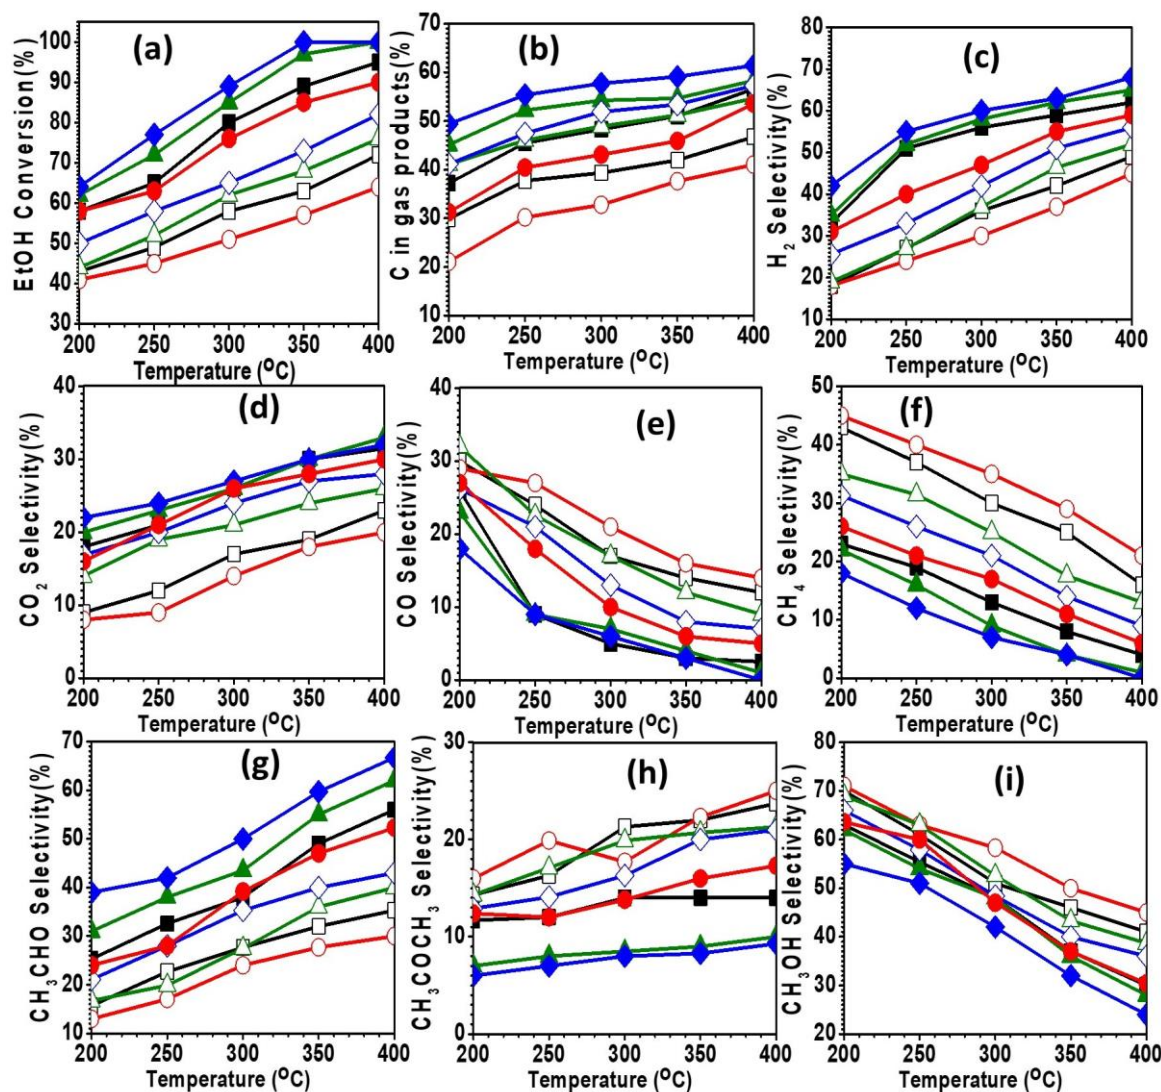 (a)
EtOH Conversion (%)
100
90
80
70
60
50
40
30
200 250 300 350 400
Temperature (°C)
(b)
C in gas products (%)
70
60
50
40
30
20
10
200 250 300 350 400
Temperature (°C)
(c)
H2 Selectivity (%)
80
70
60
50
40
30
20
10
200 250 300 350 400
Temperature (°C)
(d)
CO2 Selectivity (%)
40
30
20
10
0
200 250 300 350 400
Temperature (°C)
(e)
CO Selectivity (%)
40
30
20
10
0
200 250 300 350 400
Temperature (°C)
(f)
CH4 Selectivity (%)
50
40
30
20
10
0
200 250 300 350 400
Temperature (°C)
(g)
CH3CHO Selectivity (%)
70
60
50
40
30
20
10
200 250 300 350 400
Temperature (°C)
(h)
CH3COCH3 Selectivity (%)
30
20
10
0
200 250 300 350 400
Temperature (°C)
(i)
CH3OH Selectivity (%)
80
70
60
50
40
30
20
200 250 300 350 400
Temperature (°C)